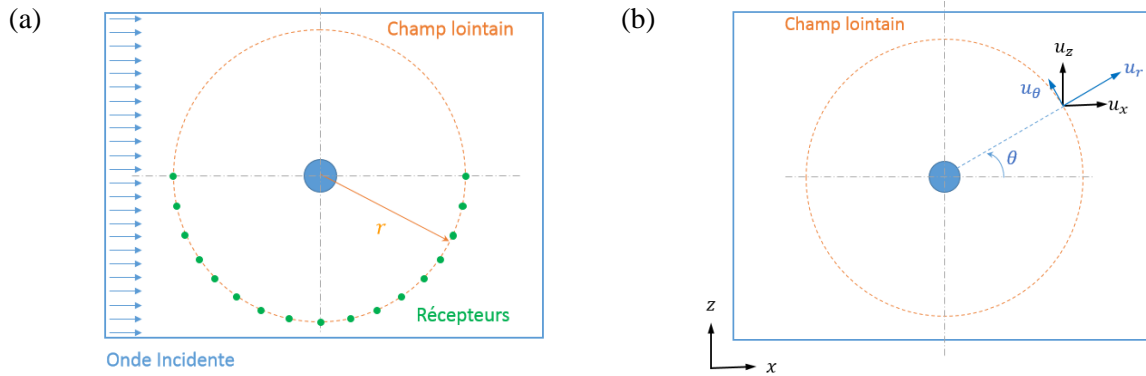 (a)
Champ lointain
r
Récepteurs
Onde Incidente
(b)
Champ lointain
u_z
u_r
u_θ
u_x
θ
z
x